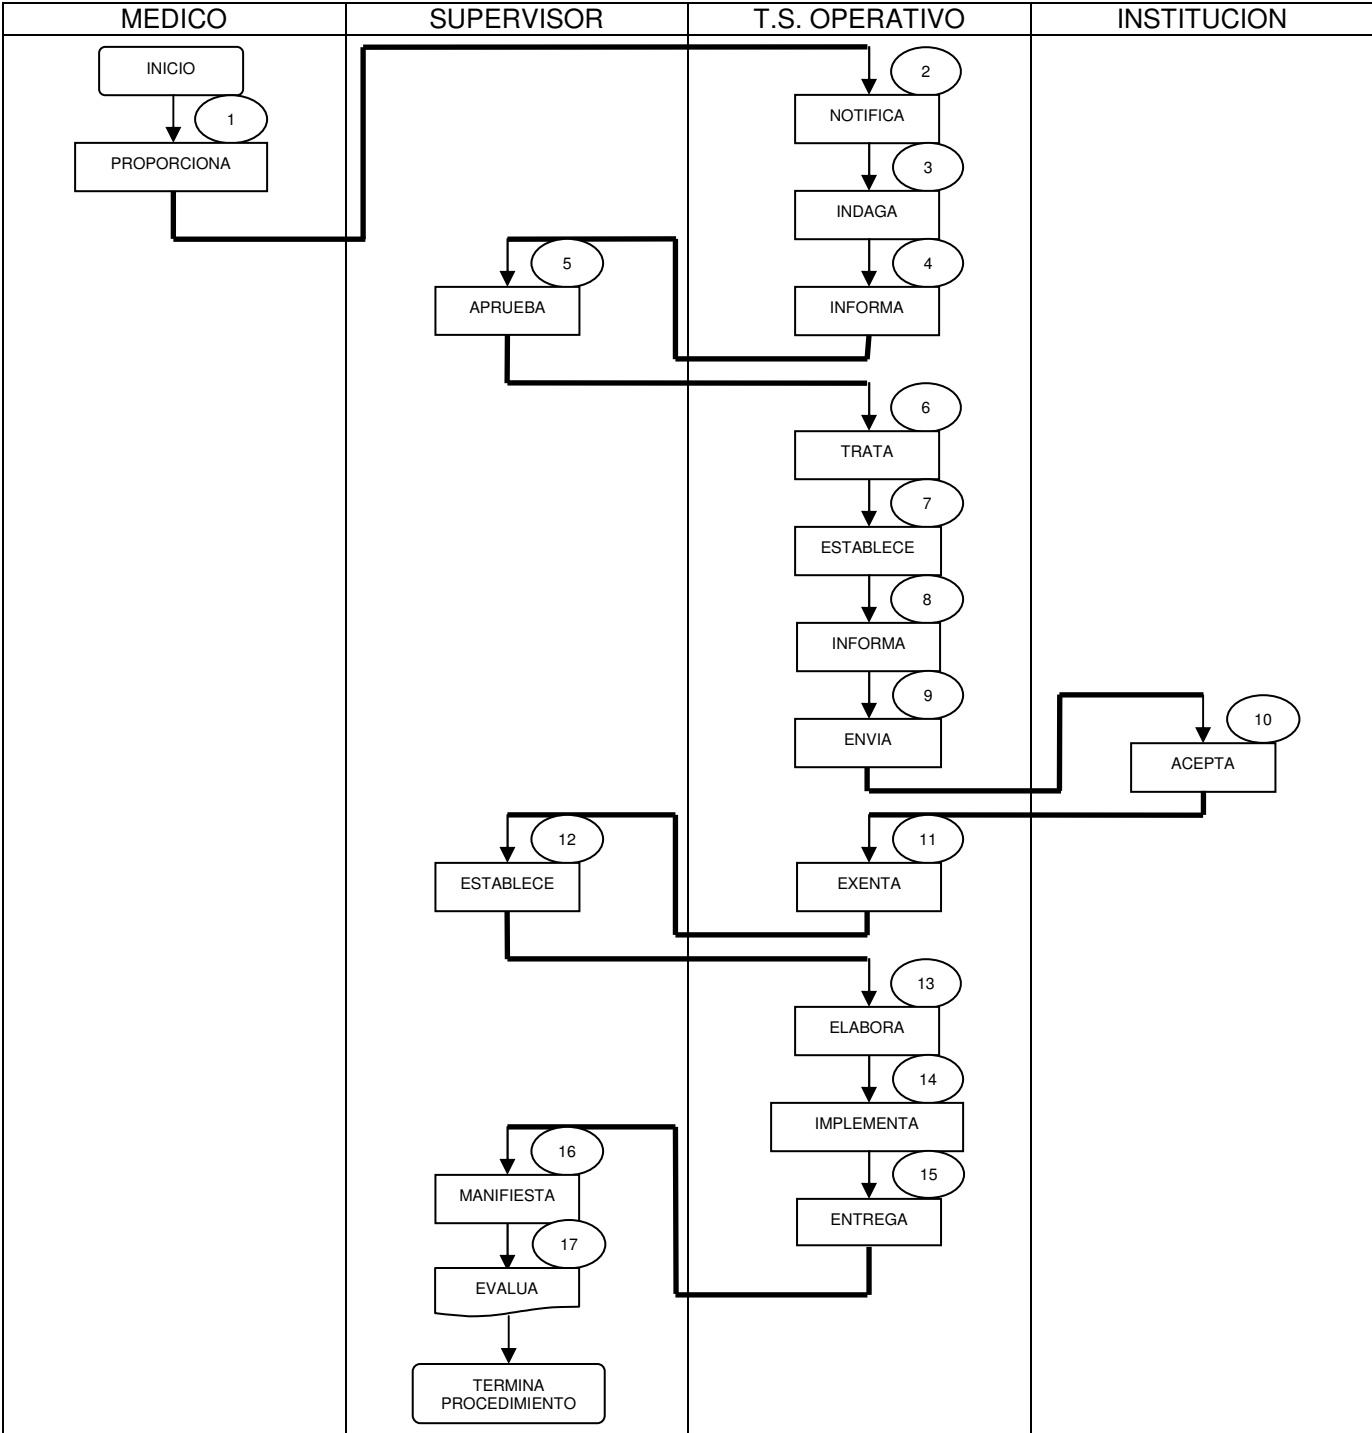 MEDICO SUPERVISOR T.S. OPERATIVO INSTITUCION
INICIO
1
PROPORCIONA
2
NOTIFICA
3
INDAGA
4
INFORMA
5
APRUEBA
6
TRATA
7
ESTABLECE
8
INFORMA
9
ENVIA
10
ACEPTA
11
EXENTA
12
ESTABLECE
13
ELABORA
14
IMPLEMENTA
15
ENTREGA
16
MANIFIESTA
17
EVALUA
TERMINA
PROCEDIMIENTO